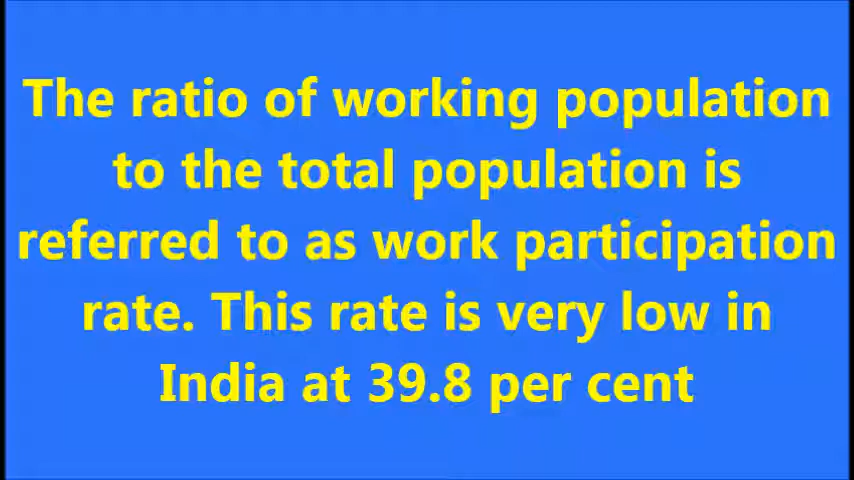 The ratio of working population
to the total population is
referred to as work participation
rate. This rate is very low in
India at 39.8 per cent